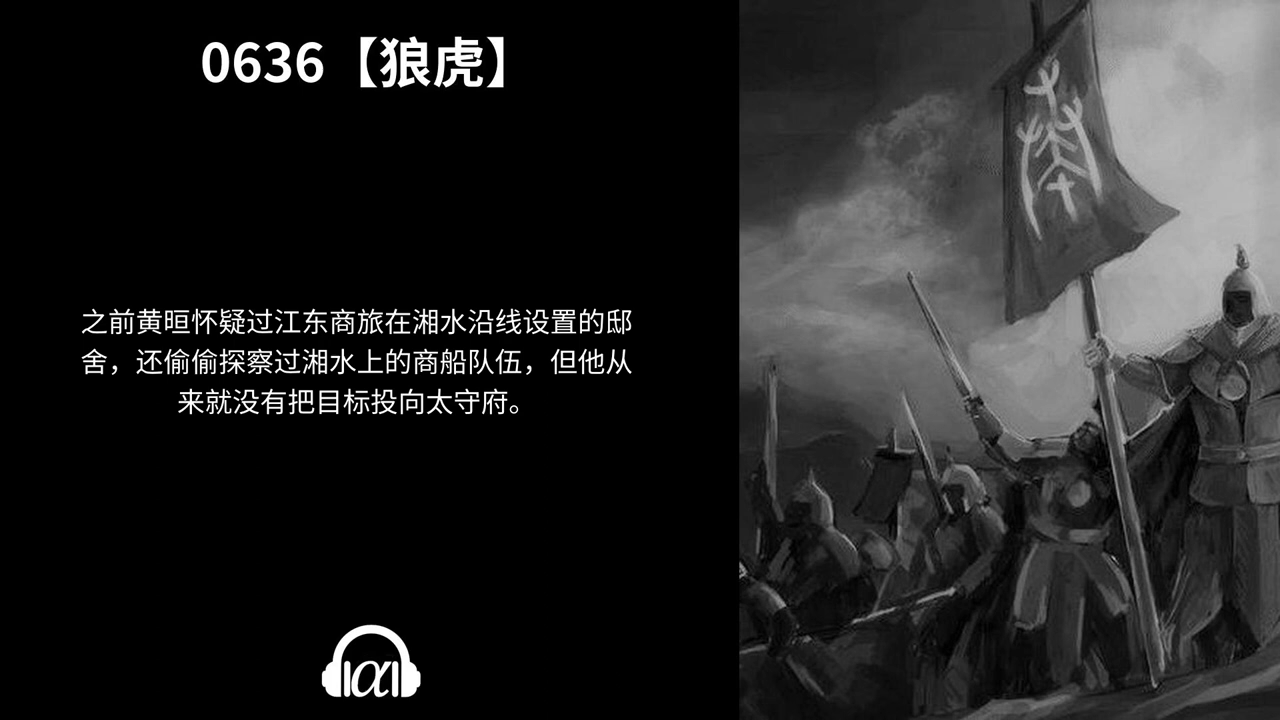 0636【狼虎】
之前黄晅怀疑过江东商旅在湘水沿线设置的邸
舍，还偷偷探察过湘水上的商船队伍，但他从
来就没有把目标投向太守府。